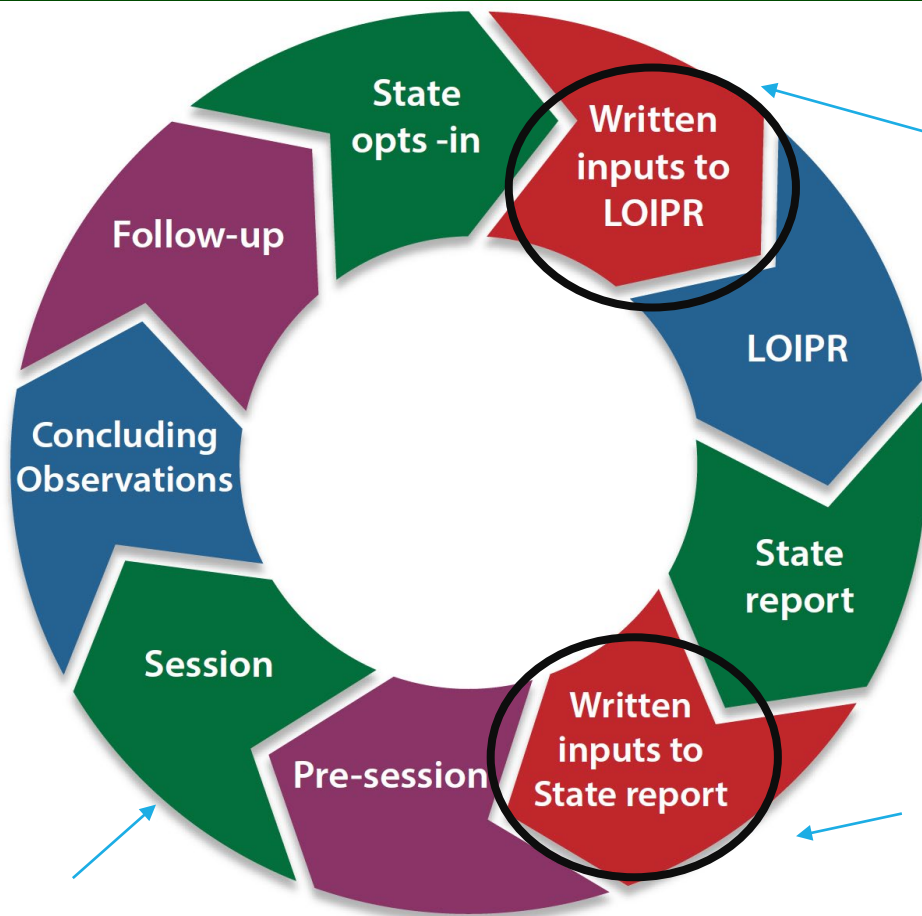 State
opts -in
Written
inputs to
LOIPR
LOIPR
State
report
Written
inputs to
State report
Pre-session
Session
Concluding
Observations
Follow-up